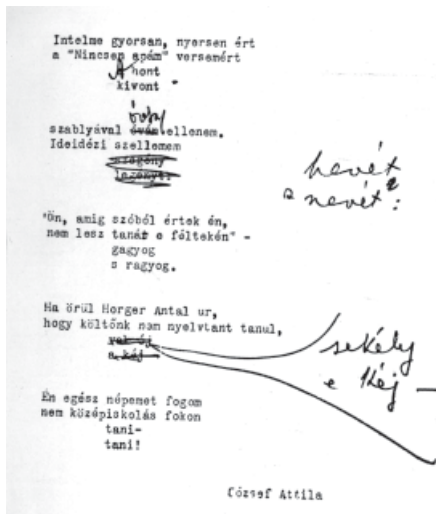 Intelme gyorsan, nyersen ért
a "Nincsen apám" versemért
A hont
kivont
szablyával ellenem.
Ideidézi szellemem
hevét
s nevét:
"Ön, amig szóból értek én,
nem lesz tanár e féltekén" -
gagyog
s ragyog.
Ha örül Horger Antal ur,
hogy költőnk nem nyelvtant tanul,
sekély
e kéj —
Én egész népemet fogom
nem középiskolás fokon
tani-
tani!
József Attila